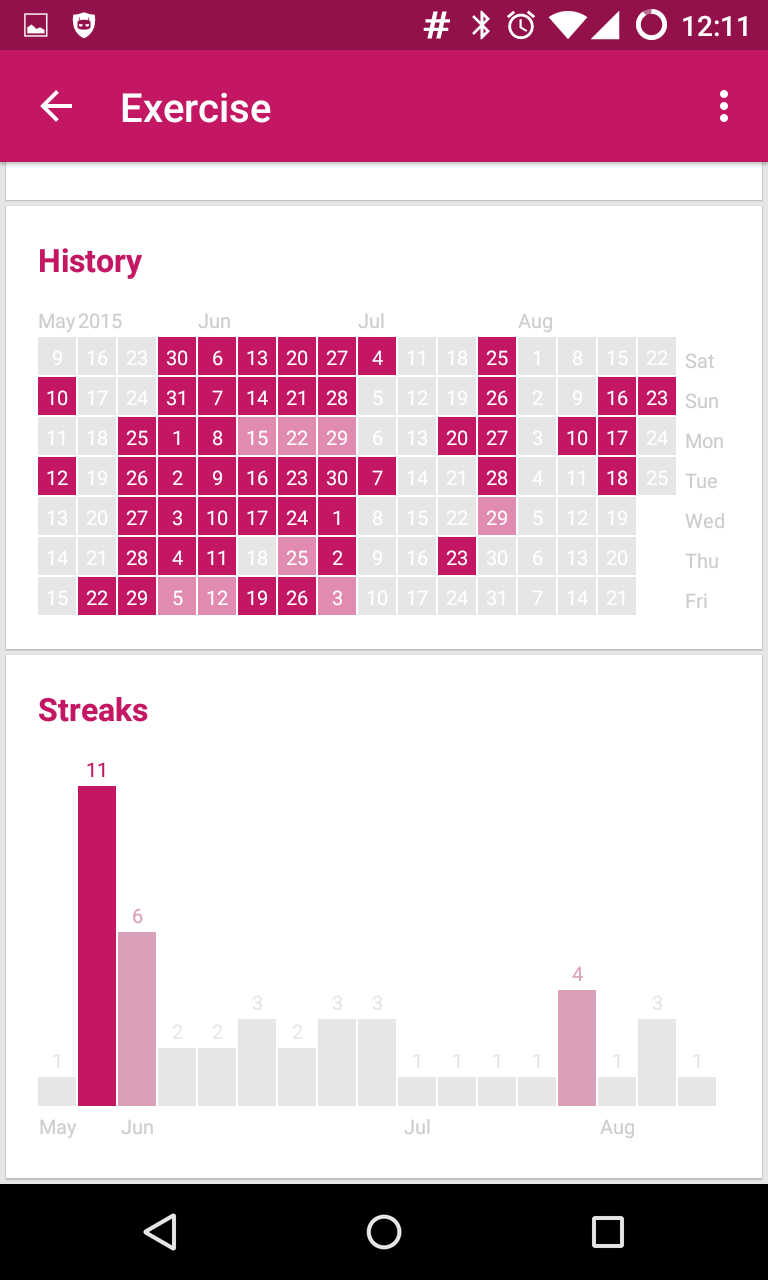 12:11
Exercise
History
May 2015 Jun Jul Aug
9 16 23 30 6 13 20 27 4 11 18 25 1 8 15 22 Sat
10 17 24 31 7 14 21 28 5 12 19 26 2 9 16 23 Sun
11 18 25 1 8 15 22 29 6 13 20 27 3 10 17 24 Mon
12 19 26 2 9 16 23 30 7 14 21 28 4 11 18 25 Tue
13 20 27 3 10 17 24 1 8 15 22 29 5 12 19 Wed
14 21 28 4 11 18 25 2 9 16 23 30 6 13 20 Thu
15 22 29 5 12 19 26 3 10 17 24 31 7 14 21 Fri
Streaks
1 11 6 2 2 3 2 3 3 1 1 1 1 4 1 3 1
May Jun Jul Aug